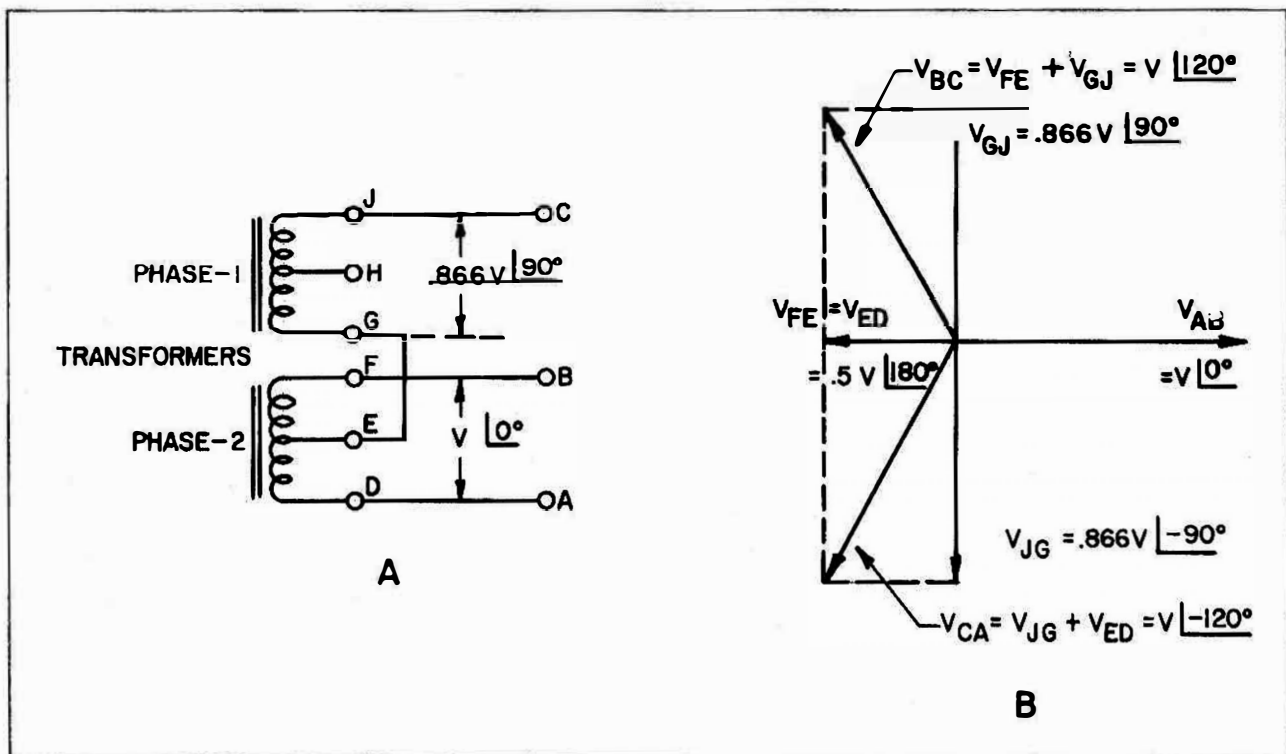 J
C
PHASE-1
H
.866 V ⌊90°
G
TRANSFORMERS
F
B
PHASE-2
E
V ⌊0°
D
A
A
V_BC = V_FE + V_GJ = V ⌊120°
V_GJ = .866 V ⌊90°
V_FE = V_ED
= .5 V ⌊180°
V_AB
= V ⌊0°
V_JG = .866V ⌊-90°
V_CA = V_JG + V_ED = V ⌊-120°
B